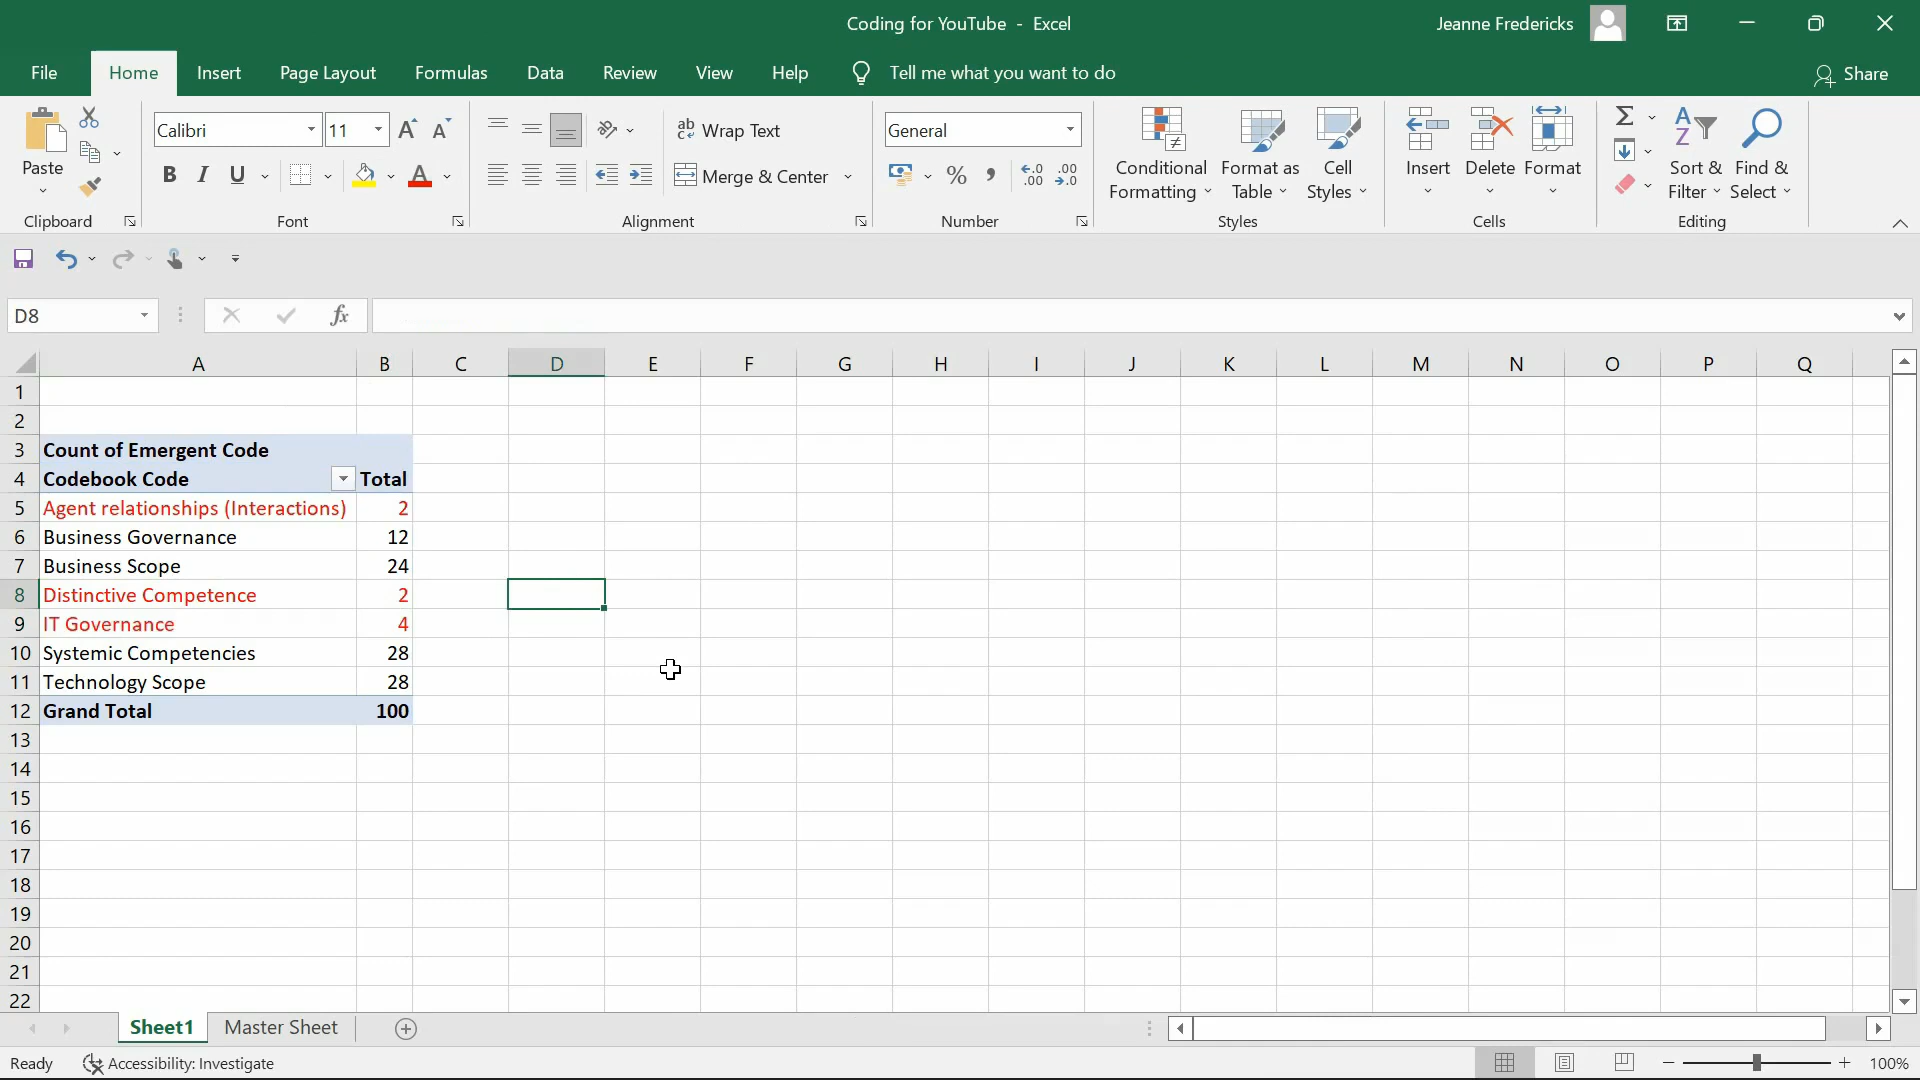 Coding for YouTube - Excel
Jeanne Fredericks
File Home Insert Page Layout Formulas Data Review View Help Tell me what you want to do Share
Paste
Clipboard
Calibri 11
B I U A
Font
Wrap Text
Merge & Center
Alignment
General
% , .00 .00
Number
Conditional Formatting
Format as Table
Cell Styles
Styles
Insert Delete Format
Cells
Sort & Filter
Find & Select
Editing
D8 fx
A B C D E F G H I J K L M N O P Q
1
2
3 Count of Emergent Code
4 Codebook Code Total
5 Agent relationships (Interactions) 2
6 Business Governance 12
7 Business Scope 24
8 Distinctive Competence 2
9 IT Governance 4
10 Systemic Competencies 28
11 Technology Scope 28
12 Grand Total 100
13
14
15
16
17
18
19
20
21
22
Sheet1 Master Sheet
Ready Accessibility: Investigate 100%